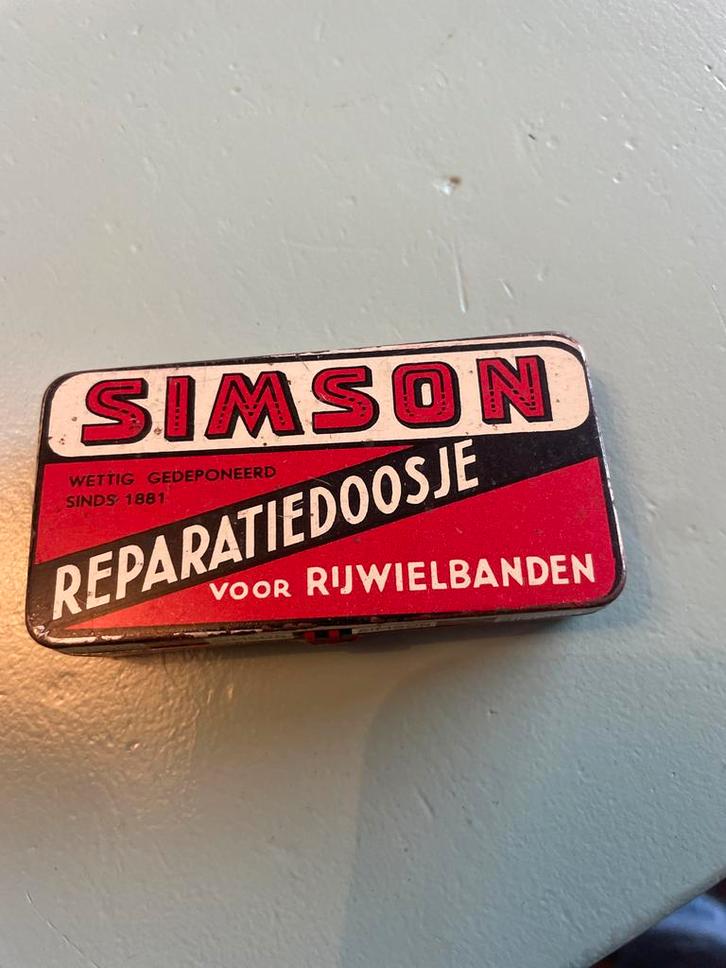 SIMSON
WETTIG GEDEPONEERD
SINDS 1881
REPARATIEDOOSJE
VOOR RIJWIELBANDEN